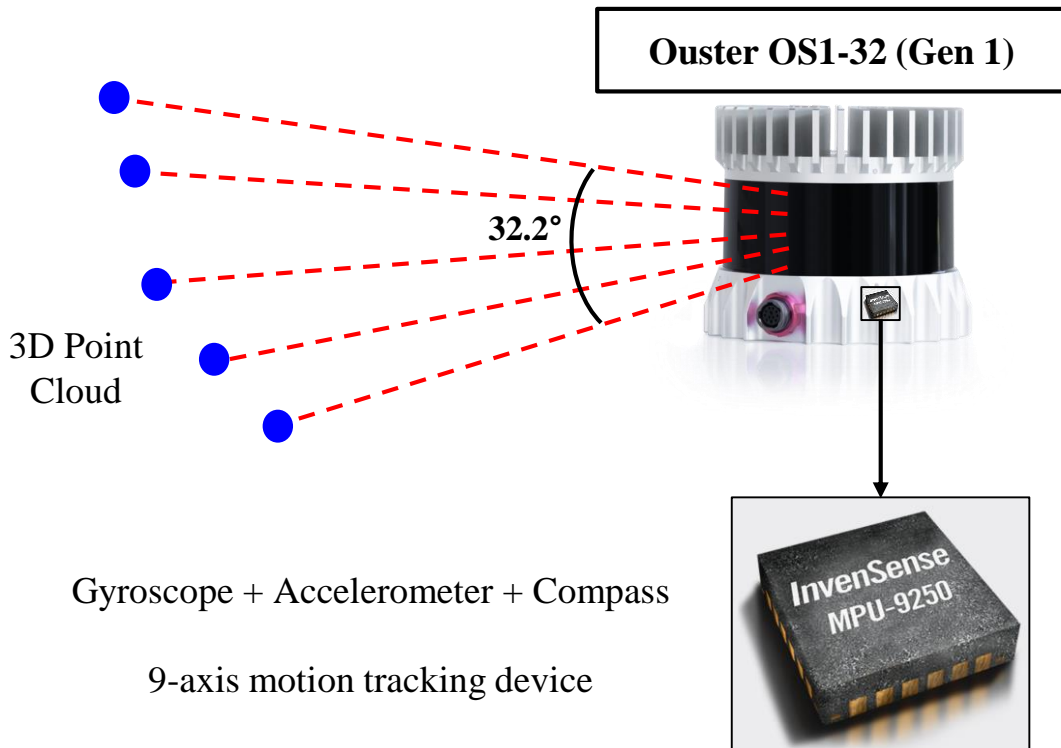 Ouster OS1-32 (Gen 1)
32.2°
3D Point
Cloud
Gyroscope + Accelerometer + Compass
9-axis motion tracking device
InvenSense
MPU-9250